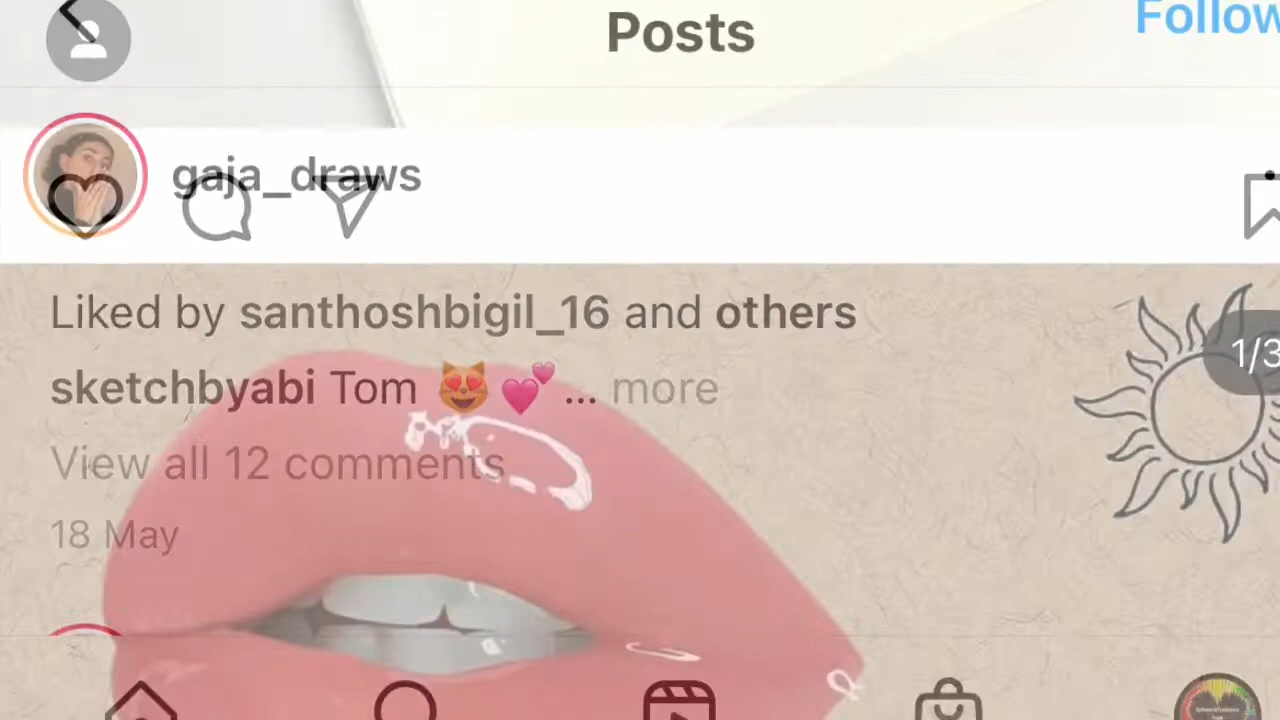 Posts
Follow
gaja_draws
Liked by santhoshbigil_16 and others
1/3
sketchbyabi Tom 😻 💕 ... more
View all 12 comments
18 May